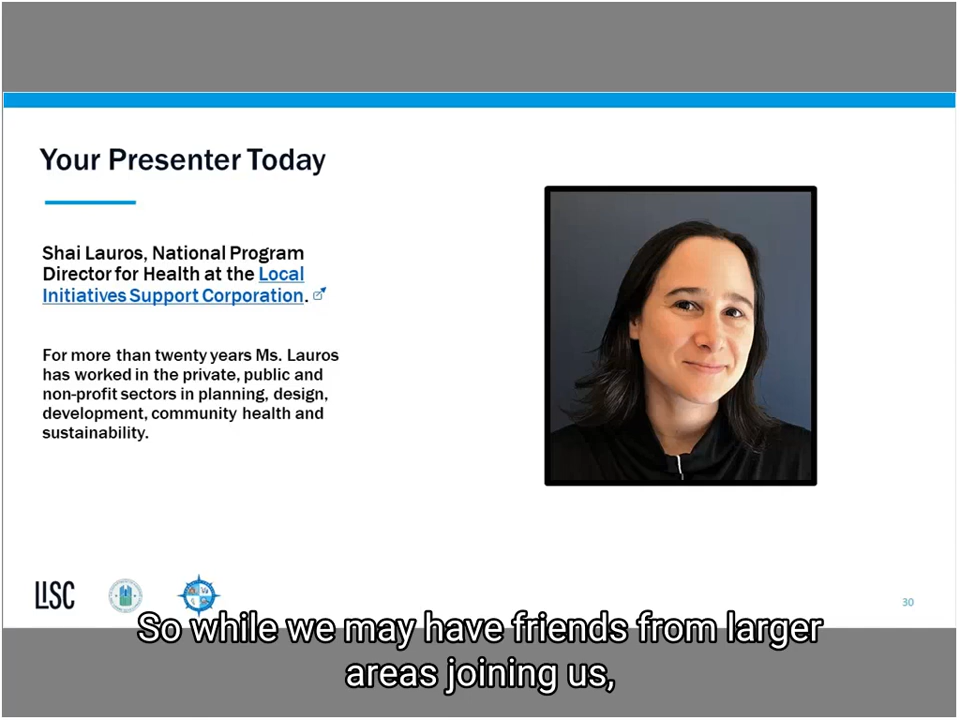 Your Presenter Today
Shai Lauros, National Program
Director for Health at the Local
Initiatives Support Corporation.
For more than twenty years Ms. Lauros
has worked in the private, public and
non-profit sectors in planning, design,
development, community health and
sustainability.
LISC
30
So while we may have friends from larger
areas joining us,